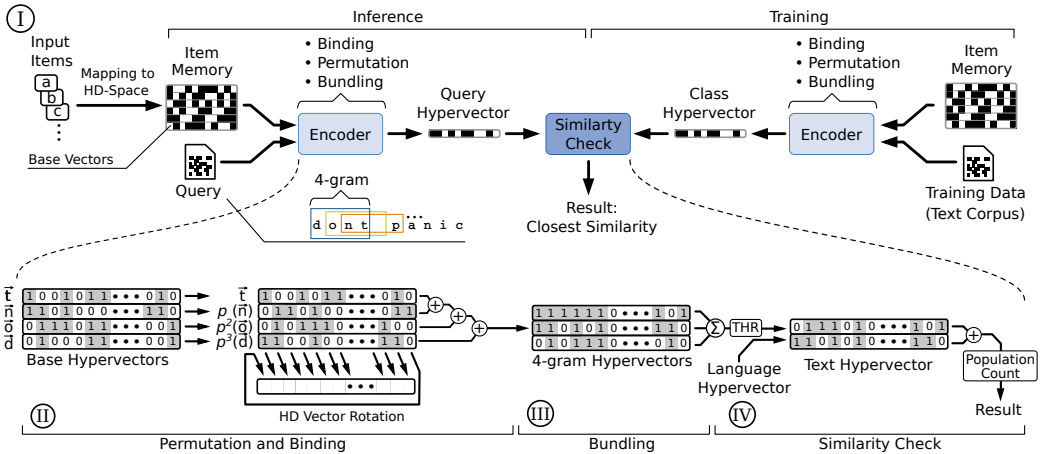 I
Inference
Training
Input
Items
a
b
c
Mapping to
HD-Space
Item
Memory
Base Vectors
Query
• Binding
• Permutation
• Bundling
Encoder
Query
Hypervector
Similarty
Check
Result:
Closest Similarity
Class
Hypervector
• Binding
• Permutation
• Bundling
Encoder
Item
Memory
Training Data
(Text Corpus)
4-gram
d o n t p a n i c
t 1 0 0 1 0 1 1 ••• 0 1 0
n 1 1 0 1 0 0 0 ••• 1 1 0
o 0 1 1 1 0 1 1 ••• 0 0 1
d 0 1 0 0 0 1 1 ••• 0 0 1
Base Hypervectors
t 1 0 0 1 0 1 1 ••• 0 1 0
p (n) 0 1 1 0 1 0 0 ••• 0 1 1
p²(o) 0 1 0 1 1 1 ••• 1 0 0
p³(d) 0 0 1 0 1 0 0 ••• 1 1 0
HD Vector Rotation
1 1 1 1 1 1 0 ••• 1 0 1
1 1 0 1 0 1 ••• 1 1 0 1
0 1 0 1 1 0 ••• 0 1 0
4-gram Hypervectors
Σ
THR
Language
Hypervector
0 1 1 1 0 1 0 ••• 1 0 1
1 1 0 1 0 1 0 ••• 1 1 0
Text Hypervector
Population
Count
Result
II
Permutation and Binding
III
Bundling
IV
Similarity Check